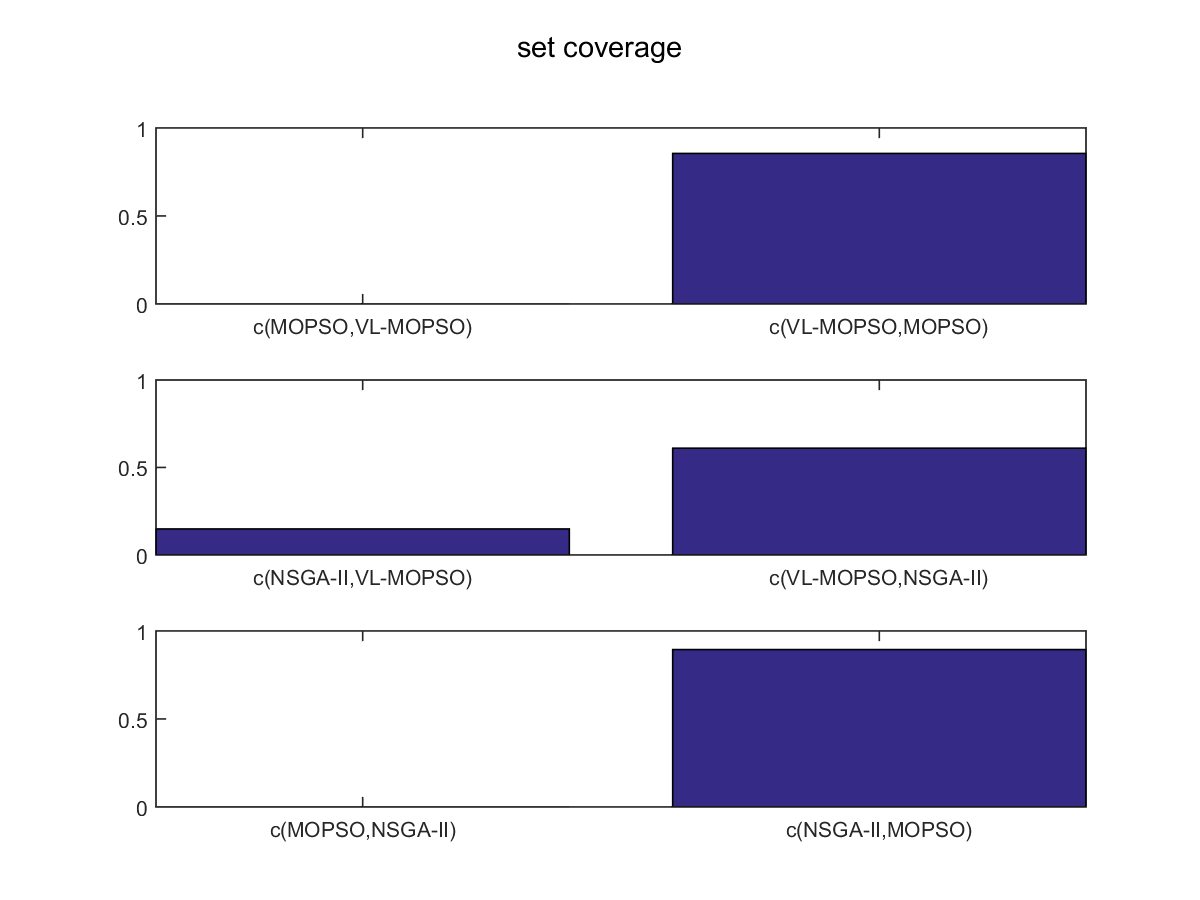 set coverage
1
0.5
0
c(MOPSO,VL-MOPSO) c(VL-MOPSO,MOPSO)
1
0.5
0
c(NSGA-II,VL-MOPSO) c(VL-MOPSO,NSGA-II)
1
0.5
0
c(MOPSO,NSGA-II) c(NSGA-II,MOPSO)